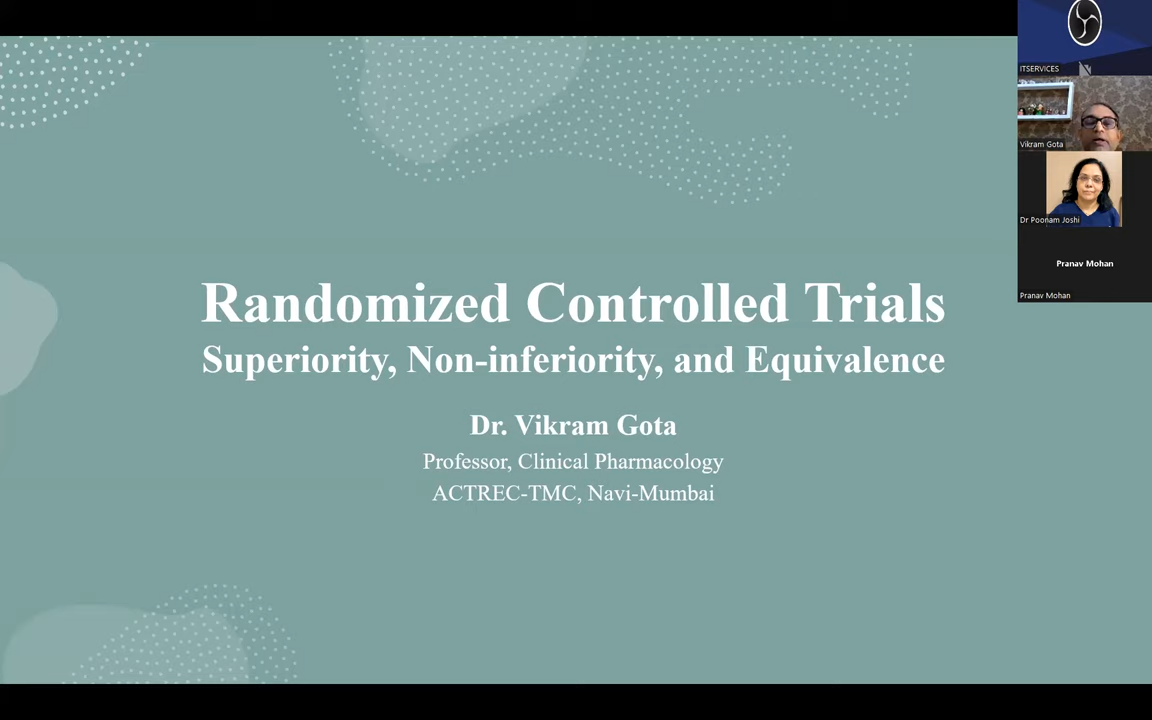 Randomized Controlled Trials
Superiority, Non-inferiority, and Equivalence
Dr. Vikram Gota
Professor, Clinical Pharmacology
ACTREC-TMC, Navi-Mumbai
ITSERVICES
Vikram Gota
Dr Poonam Joshi
Pranav Mohan
Pranav Mohan